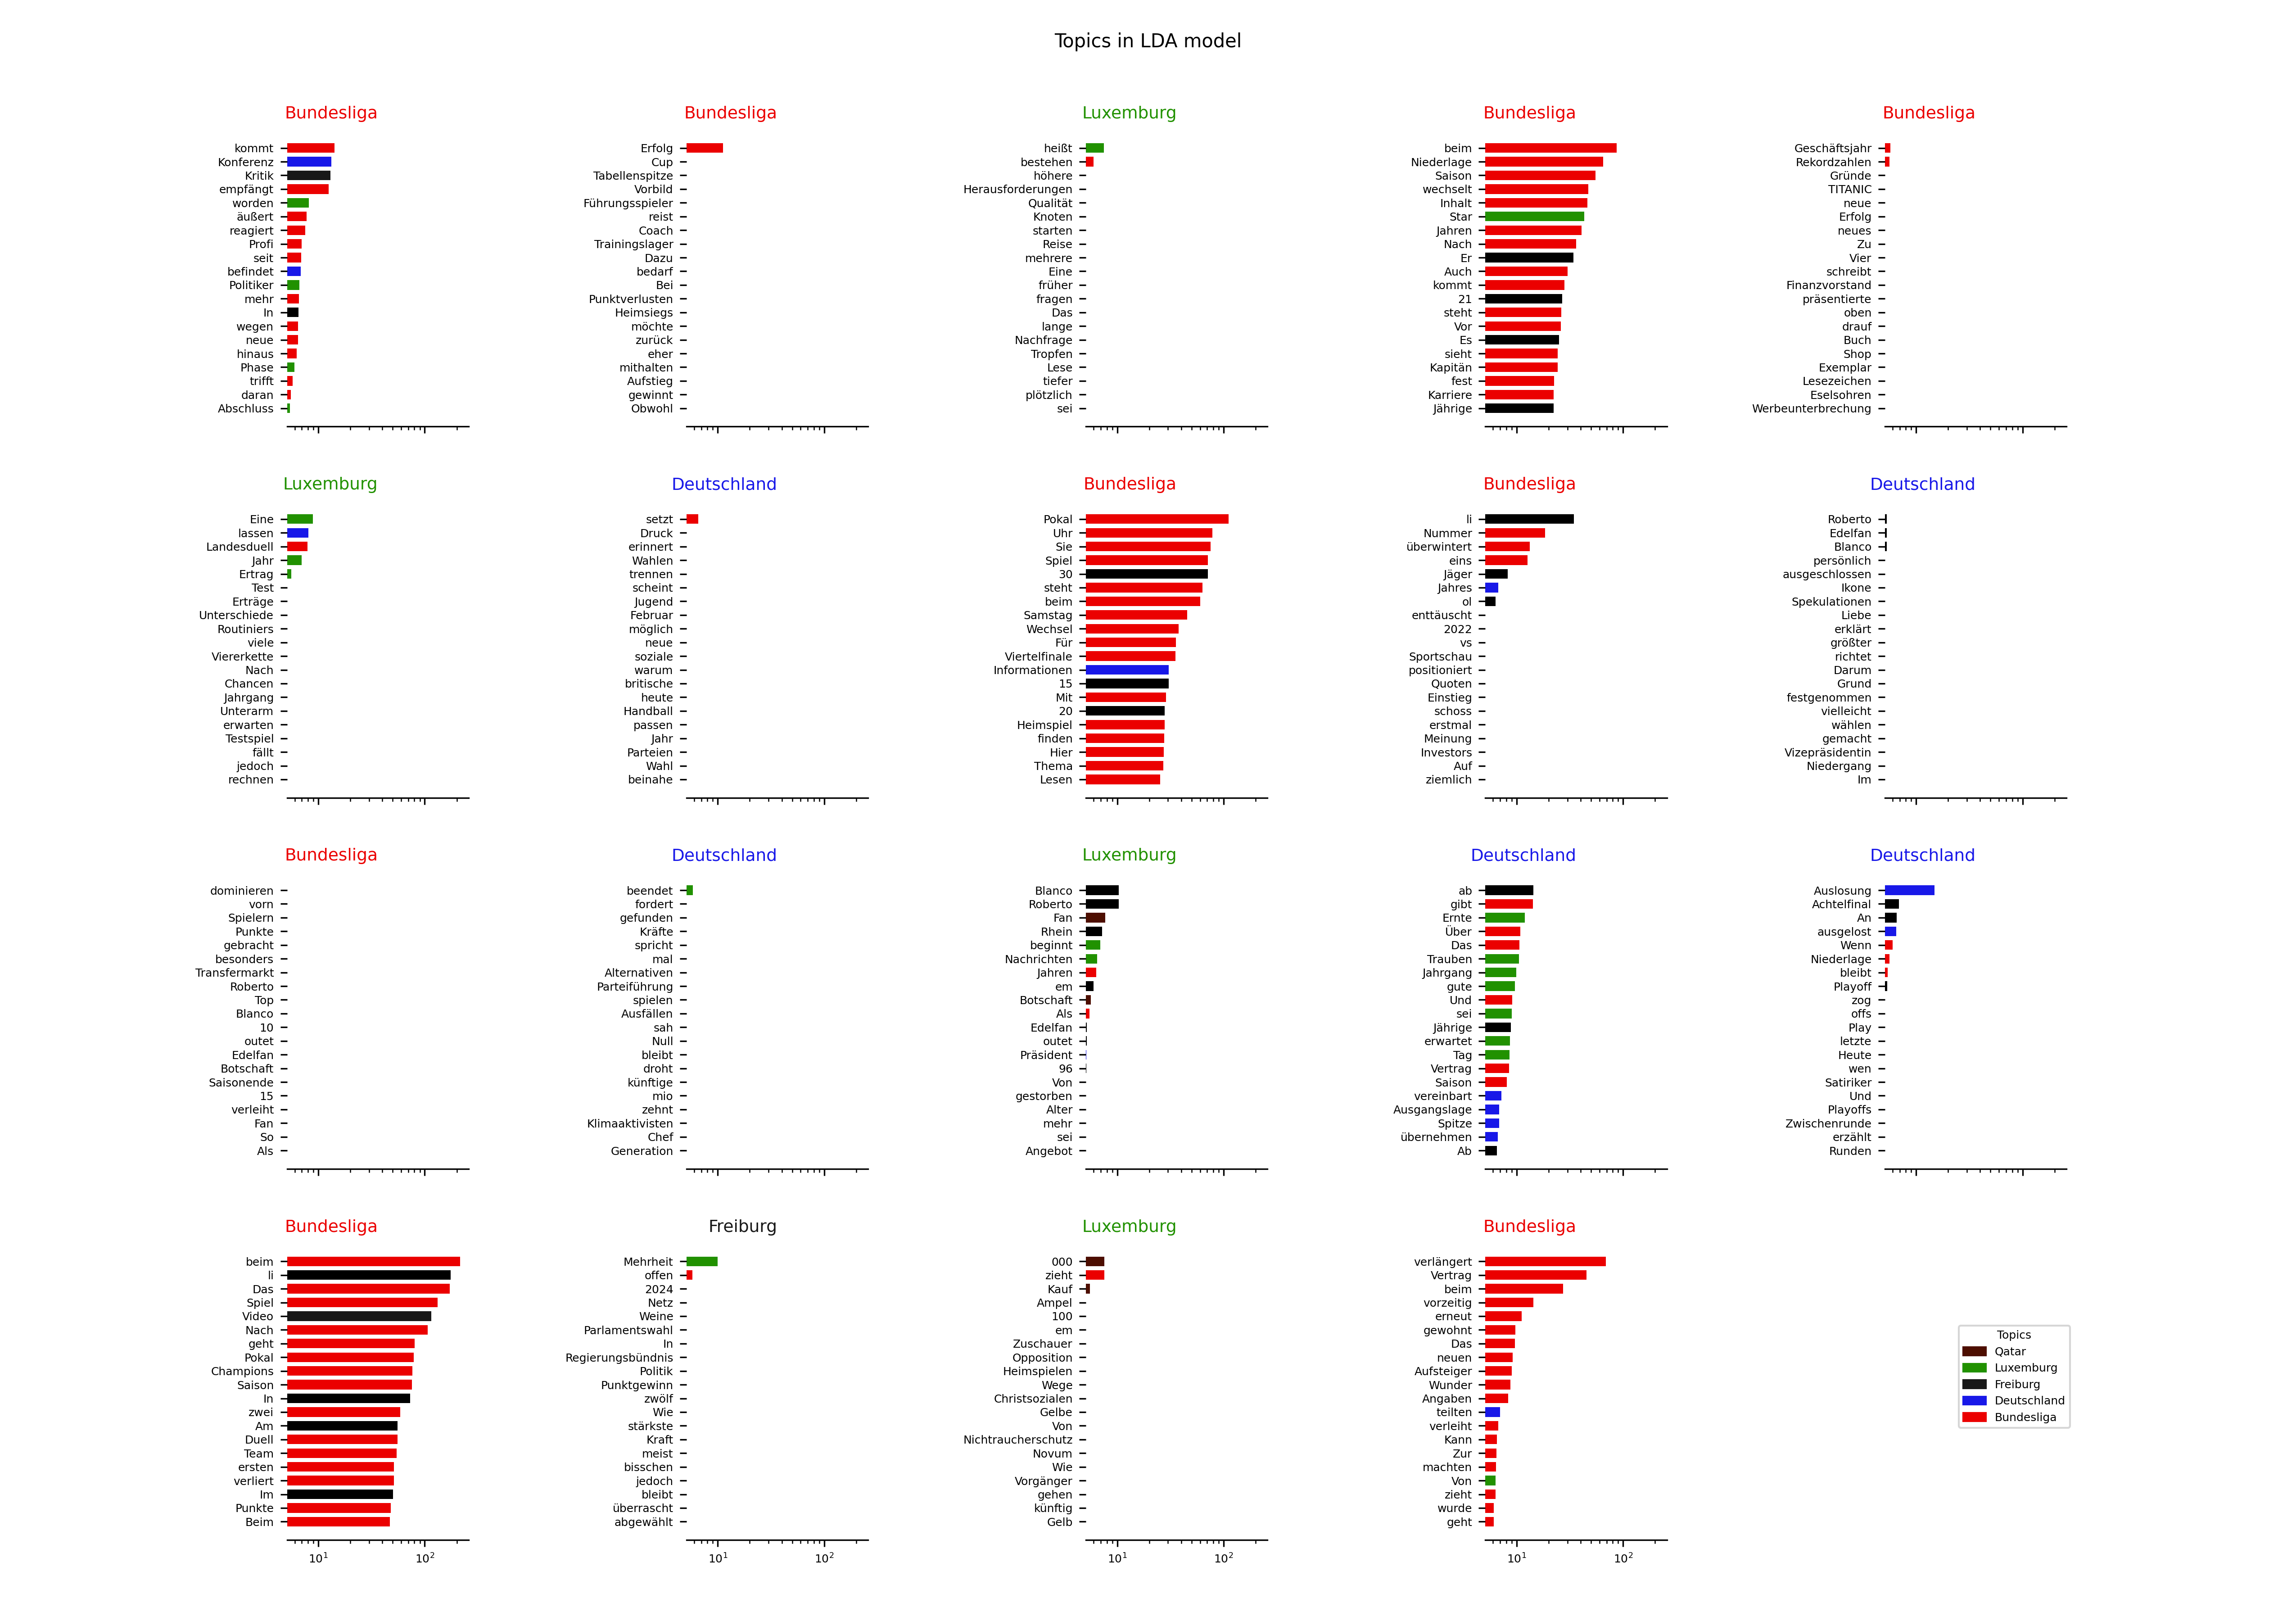 Topics in LDA model
Bundesliga
kommt
Konferenz
Kritik
empfängt
worden
äußert
reagiert
Profi
seit
befindet
Politiker
mehr
In
wegen
neue
hinaus
Phase
trifft
daran
Abschluss
Bundesliga
Erfolg
Cup
Tabellenspitze
Vorbild
Führungsspieler
reist
Coach
Trainingslager
Dazu
bedarf
Bei
Punktverlusten
Heimsiegs
möchte
zurück
eher
mithalten
Aufstieg
gewinnt
Obwohl
Luxemburg
heißt
bestehen
höhere
Herausforderungen
Qualität
Knoten
starten
Reise
mehrere
Eine
früher
fragen
Das
lange
Nachfrage
Tropfen
Lese
tiefer
plötzlich
sei
Bundesliga
beim
Niederlage
Saison
wechselt
Inhalt
Star
Jahren
Nach
Er
Auch
kommt
21
steht
Vor
Es
sieht
Kapitän
fest
Karriere
Jährige
Bundesliga
Geschäftsjahr
Rekordzahlen
Gründe
TITANIC
neue
Erfolg
neues
Zu
Vier
schreibt
Finanzvorstand
präsentierte
oben
drauf
Buch
Shop
Exemplar
Lesezeichen
Eselsohren
Werbeunterbrechung
Luxemburg
Eine
lassen
Landesduell
Jahr
Ertrag
Test
Erträge
Unterschiede
Routiniers
viele
Viererkette
Nach
Chancen
Jahrgang
Unterarm
erwarten
Testspiel
fällt
jedoch
rechnen
Deutschland
setzt
Druck
erinnert
Wahlen
trennen
scheint
Jugend
Februar
möglich
neue
soziale
warum
britische
heute
Handball
passen
Jahr
Parteien
Wahl
beinahe
Bundesliga
Pokal
Uhr
Sie
Spiel
30
steht
beim
Samstag
Wechsel
Für
Viertelfinale
Informationen
15
Mit
20
Heimspiel
finden
Hier
Thema
Lesen
Bundesliga
li
Nummer
überwintert
eins
Jäger
Jahres
ol
enttäuscht
2022
vs
Sportschau
positioniert
Quoten
Einstieg
schoss
erstmal
Meinung
Investors
Auf
ziemlich
Deutschland
Roberto
Edelfan
Blanco
persönlich
ausgeschlossen
Ikone
Spekulationen
Liebe
erklärt
größter
richtet
Darum
Grund
festgenommen
vielleicht
wählen
gemacht
Vizepräsidentin
Niedergang
Im
Bundesliga
dominieren
vorn
Spielern
Punkte
gebracht
besonders
Transfermarkt
Roberto
Top
Blanco
10
outet
Edelfan
Botschaft
Saisonende
15
verleiht
Fan
So
Als
Deutschland
beendet
fordert
gefunden
Kräfte
spricht
mal
Alternativen
Parteiführung
spielen
Ausfällen
sah
Null
bleibt
droht
künftige
mio
zehnt
Klimaaktivisten
Chef
Generation
Luxemburg
Blanco
Roberto
Fan
Rhein
beginnt
Nachrichten
Jahren
em
Botschaft
Als
Edelfan
outet
Präsident
96
Von
gestorben
Alter
mehr
sei
Angebot
Deutschland
ab
gibt
Ernte
Über
Das
Trauben
Jahrgang
gute
Und
sei
Jährige
erwartet
Tag
Vertrag
Saison
vereinbart
Ausgangslage
Spitze
übernehmen
Ab
Deutschland
Auslosung
Achtelfinal
An
ausgelost
Wenn
Niederlage
bleibt
Playoff
zog
offs
Play
letzte
Heute
wen
Satiriker
Und
Playoffs
Zwischenrunde
erzählt
Runden
Bundesliga
beim
li
Das
Spiel
Video
Nach
geht
Pokal
Champions
Saison
In
zwei
Am
Duell
Team
ersten
verliert
Im
Punkte
Beim
10¹ 10²
Freiburg
Mehrheit
offen
2024
Netz
Weine
Parlamentswahl
In
Regierungsbündnis
Politik
Punktgewinn
zwölf
Wie
stärkste
Kraft
meist
bisschen
jedoch
bleibt
überrascht
abgewählt
10¹ 10²
Luxemburg
000
zieht
Kauf
Ampel
100
em
Zuschauer
Opposition
Heimspielen
Wege
Christsozialen
Gelbe
Von
Nichtraucherschutz
Novum
Wie
Vorgänger
gehen
künftig
Gelb
10¹ 10²
Bundesliga
verlängert
Vertrag
beim
vorzeitig
erneut
gewohnt
Das
neuen
Aufsteiger
Wunder
Angaben
teilten
verleiht
Kann
Zur
machten
Von
zieht
wurde
geht
10¹ 10²
Topics
Qatar
Luxemburg
Freiburg
Deutschland
Bundesliga